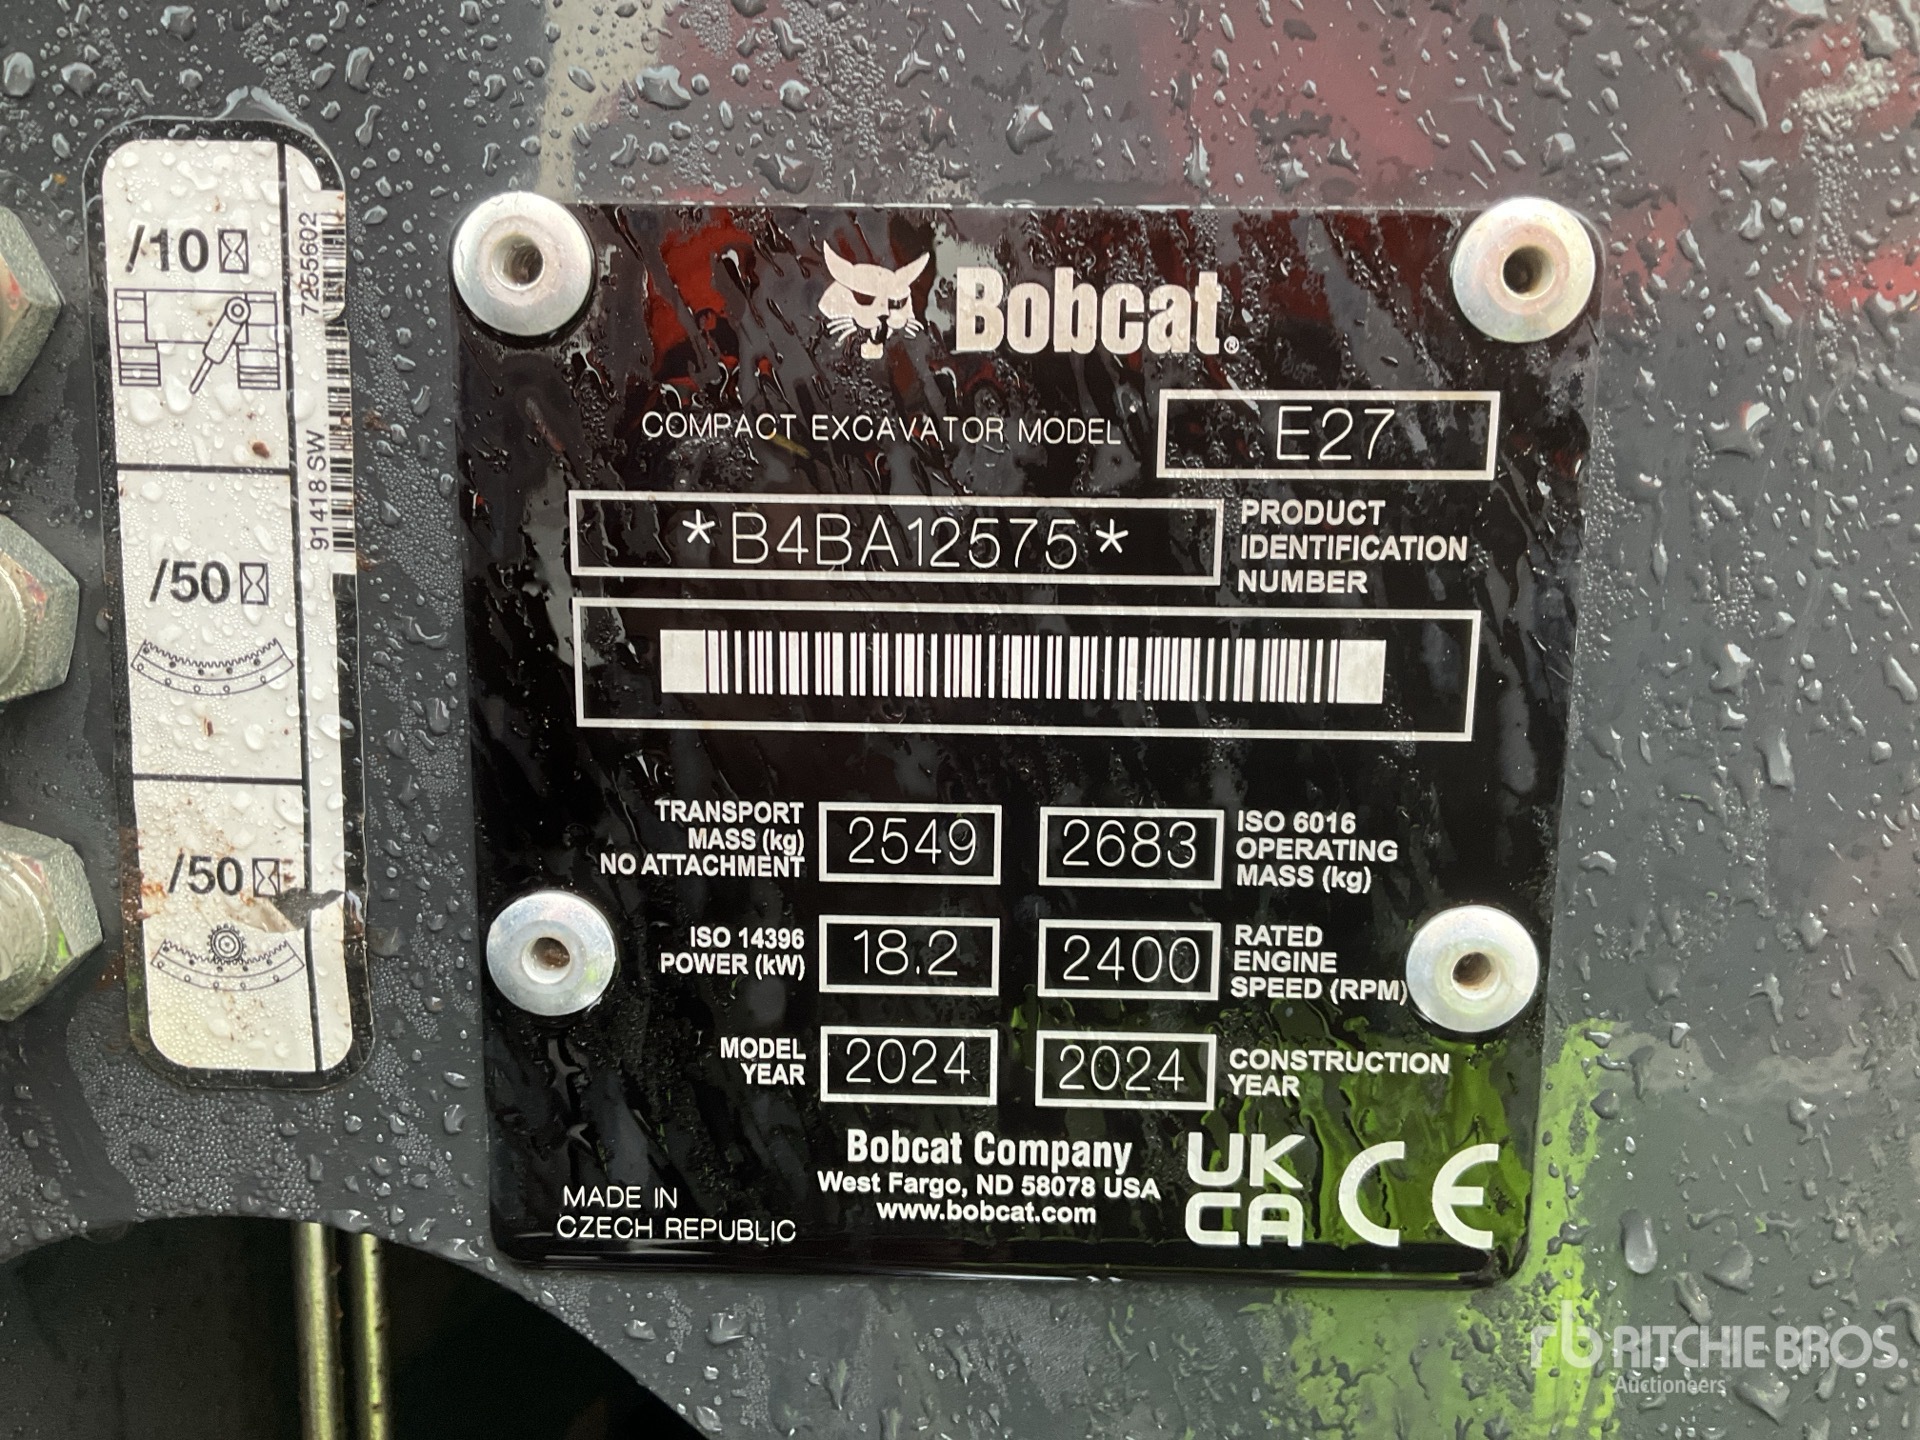 /10
/50
/50
7255602
91418 SW
Bobcat®
COMPACT EXCAVATOR MODEL E27
*B4BA12575*
PRODUCT
IDENTIFICATION
NUMBER
TRANSPORT
MASS (kg)
NO ATTACHMENT
2549
2683
ISO 6016
OPERATING
MASS (kg)
ISO 14396
POWER (kW)
18.2
2400
RATED
ENGINE
SPEED (RPM)
MODEL
YEAR
2024
2024
CONSTRUCTION
YEAR
MADE IN
CZECH REPUBLIC
Bobcat Company
West Fargo, ND 58078 USA
www.bobcat.com
UK
CA
CE
rb RITCHIE BROS.
Auctioneers